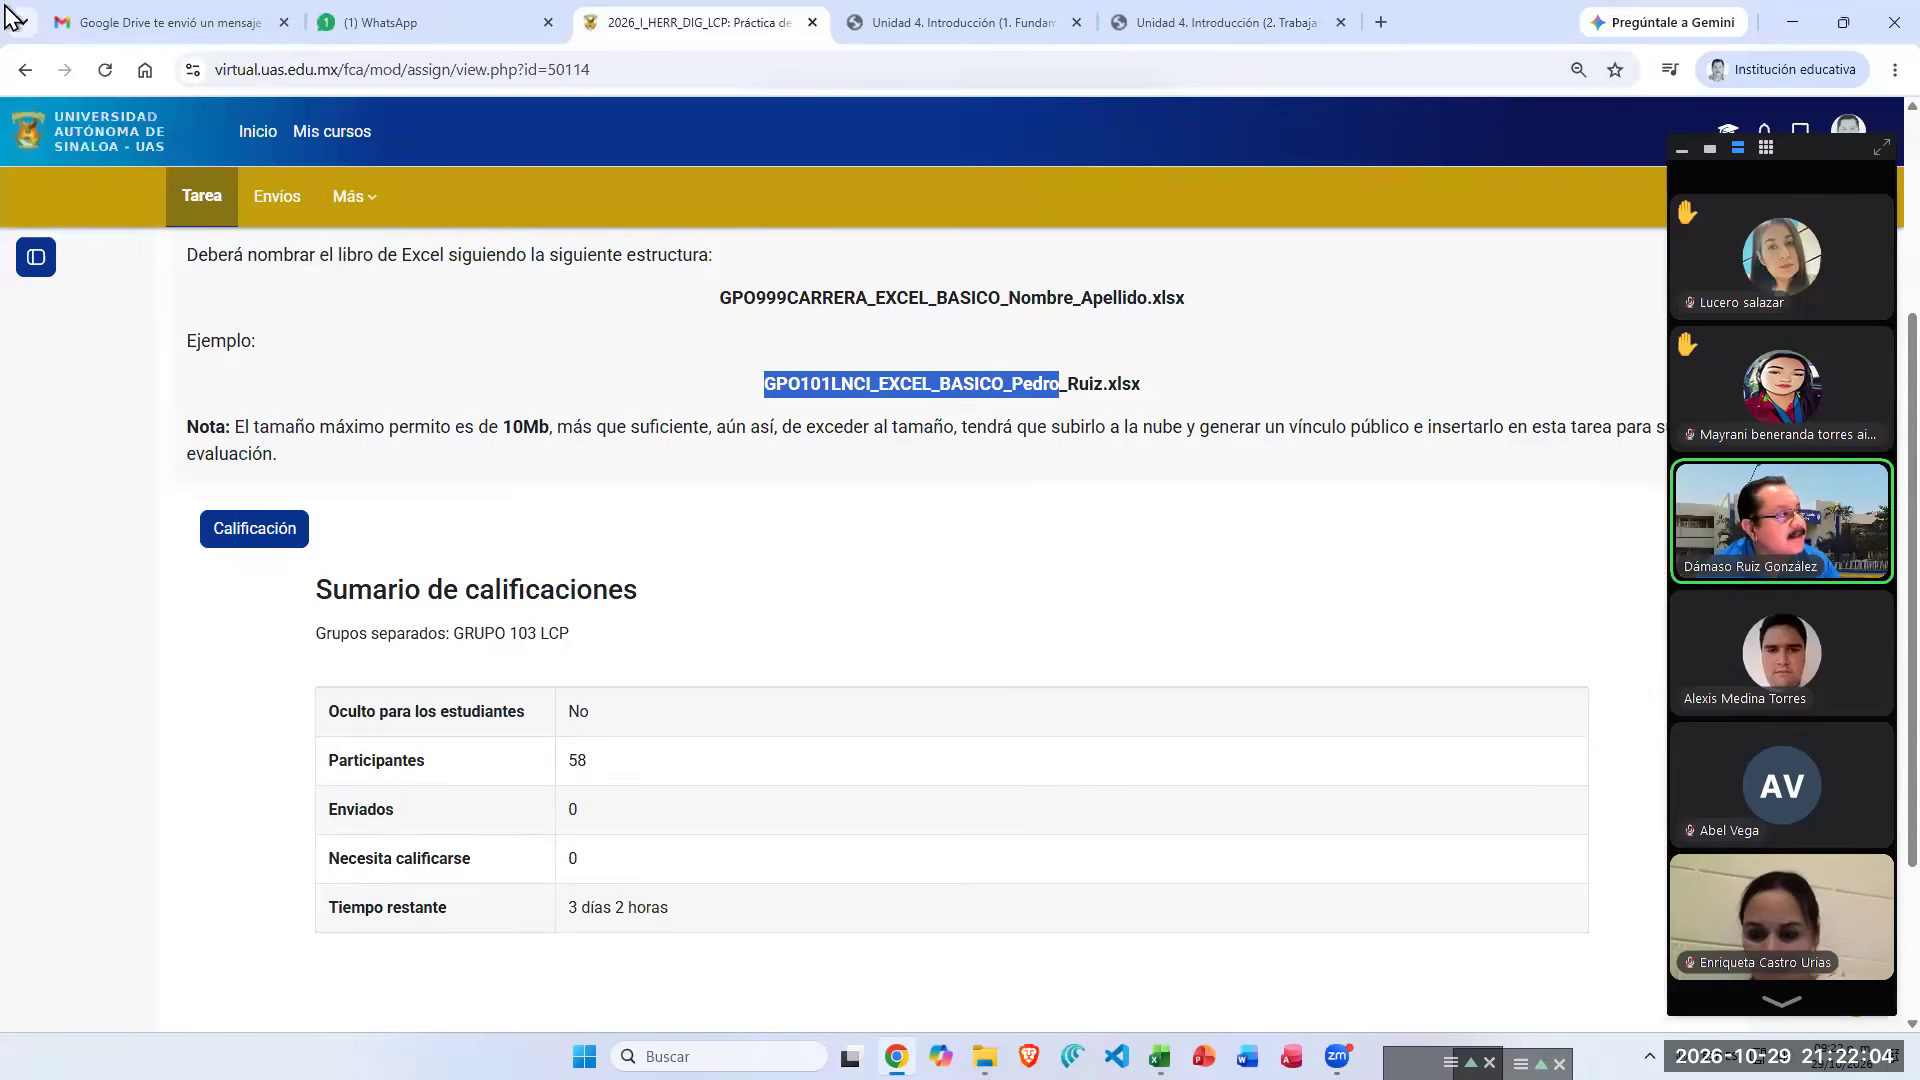 Google Drive te envió un mensaje
(1) WhatsApp
2026_I_HERR_DIG_LCP: Práctica de
Unidad 4. Introducción (1. Fundam
Unidad 4. Introducción (2. Trabaja
Pregúntale a Gemini
virtual.uas.edu.mx/fca/mod/assign/view.php?id=50114
Institución educativa
UNIVERSIDAD
AUTÓNOMA DE
SINALOA - UAS
Inicio
Mis cursos
Tarea
Envíos
Más
Deberá nombrar el libro de Excel siguiendo la siguiente estructura:
GPO999CARRERA_EXCEL_BASICO_Nombre_Apellido.xlsx
Ejemplo:
GPO101LNCI_EXCEL_BASICO_Pedro_Ruiz.xlsx
Nota: El tamaño máximo permito es de 10Mb, más que suficiente, aún así, de exceder al tamaño, tendrá que subirlo a la nube y generar un vínculo público e insertarlo en esta tarea para su
evaluación.
Calificación
Sumario de calificaciones
Grupos separados: GRUPO 103 LCP
Oculto para los estudiantes No
Participantes 58
Enviados 0
Necesita calificarse 0
Tiempo restante 3 días 2 horas
Lucero salazar
Mayrani beneranda torres ai...
Dámaso Ruiz González
Alexis Medina Torres
AV
Abel Vega
Enriqueta Castro Urias
Buscar
zm
2026-10-29 21:22:04